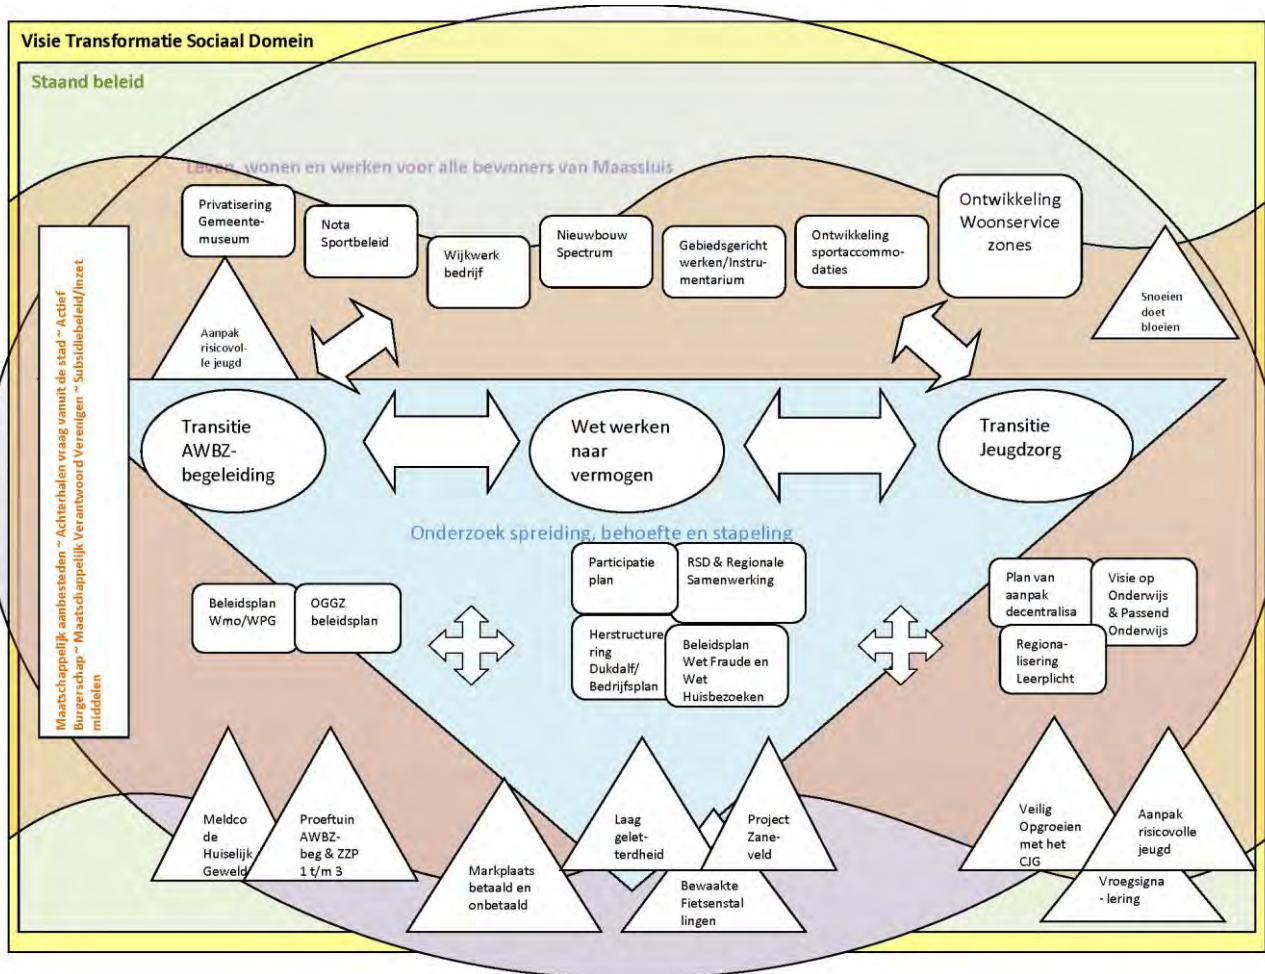 Visie Transformatie Sociaal Domein
Staand beleid
Leven, wonen en werken voor alle bewoners van Maassluis
Privatisering
Gemeente-
museum
Nota
Sportbeleid
Wijkwerk
bedrijf
Nieuwbouw
Spectrum
Gebiedsgericht
werken/Instru-
mentarium
Ontwikkeling
sportaccommo-
daties
Ontwikkeling
Woonservice
zones
Aanpak
risicovol-
le jeugd
Snoeien
doet
bloeien
Maatschappelijk aanbesteden ~ Achterhalen vraag vanuit de stad ~ Actief
Burgerschap ~ Maatschappelijk Verantwoord Verenigen ~ Subsidiebeleid/inzet
middelen
Transitie
AWBZ-
begeleiding
Wet werken
naar
vermogen
Transitie
Jeugdzorg
Onderzoek spreiding, behoefte en stapeling
Beleidsplan
Wmo/WPG
OGGZ
beleidsplan
Participatie
plan
RSD & Regionale
Samenwerking
Herstructure
ring
Dukdalf/
Bedrijfsplan
Beleidsplan
Wet Fraude en
Wet
Huisbezoeken
Plan van
aanpak
decentralisa
Visie op
Onderwijs
& Passend
Onderwijs
Regiona-
lisering
Leerplicht
Meldco
de
Huiselijk
Geweld
Proeftuin
AWBZ-
beg & ZZP
1 t/m 3
Markplaats
betaald en
onbetaald
Laag
gelet-
terdheid
Bewaakte
Fietsenstal
lingen
Project
Zane-
veld
Veilig
Opgroeien
met het
CJG
Aanpak
risicovolle
jeugd
Vroegsigna
- lering